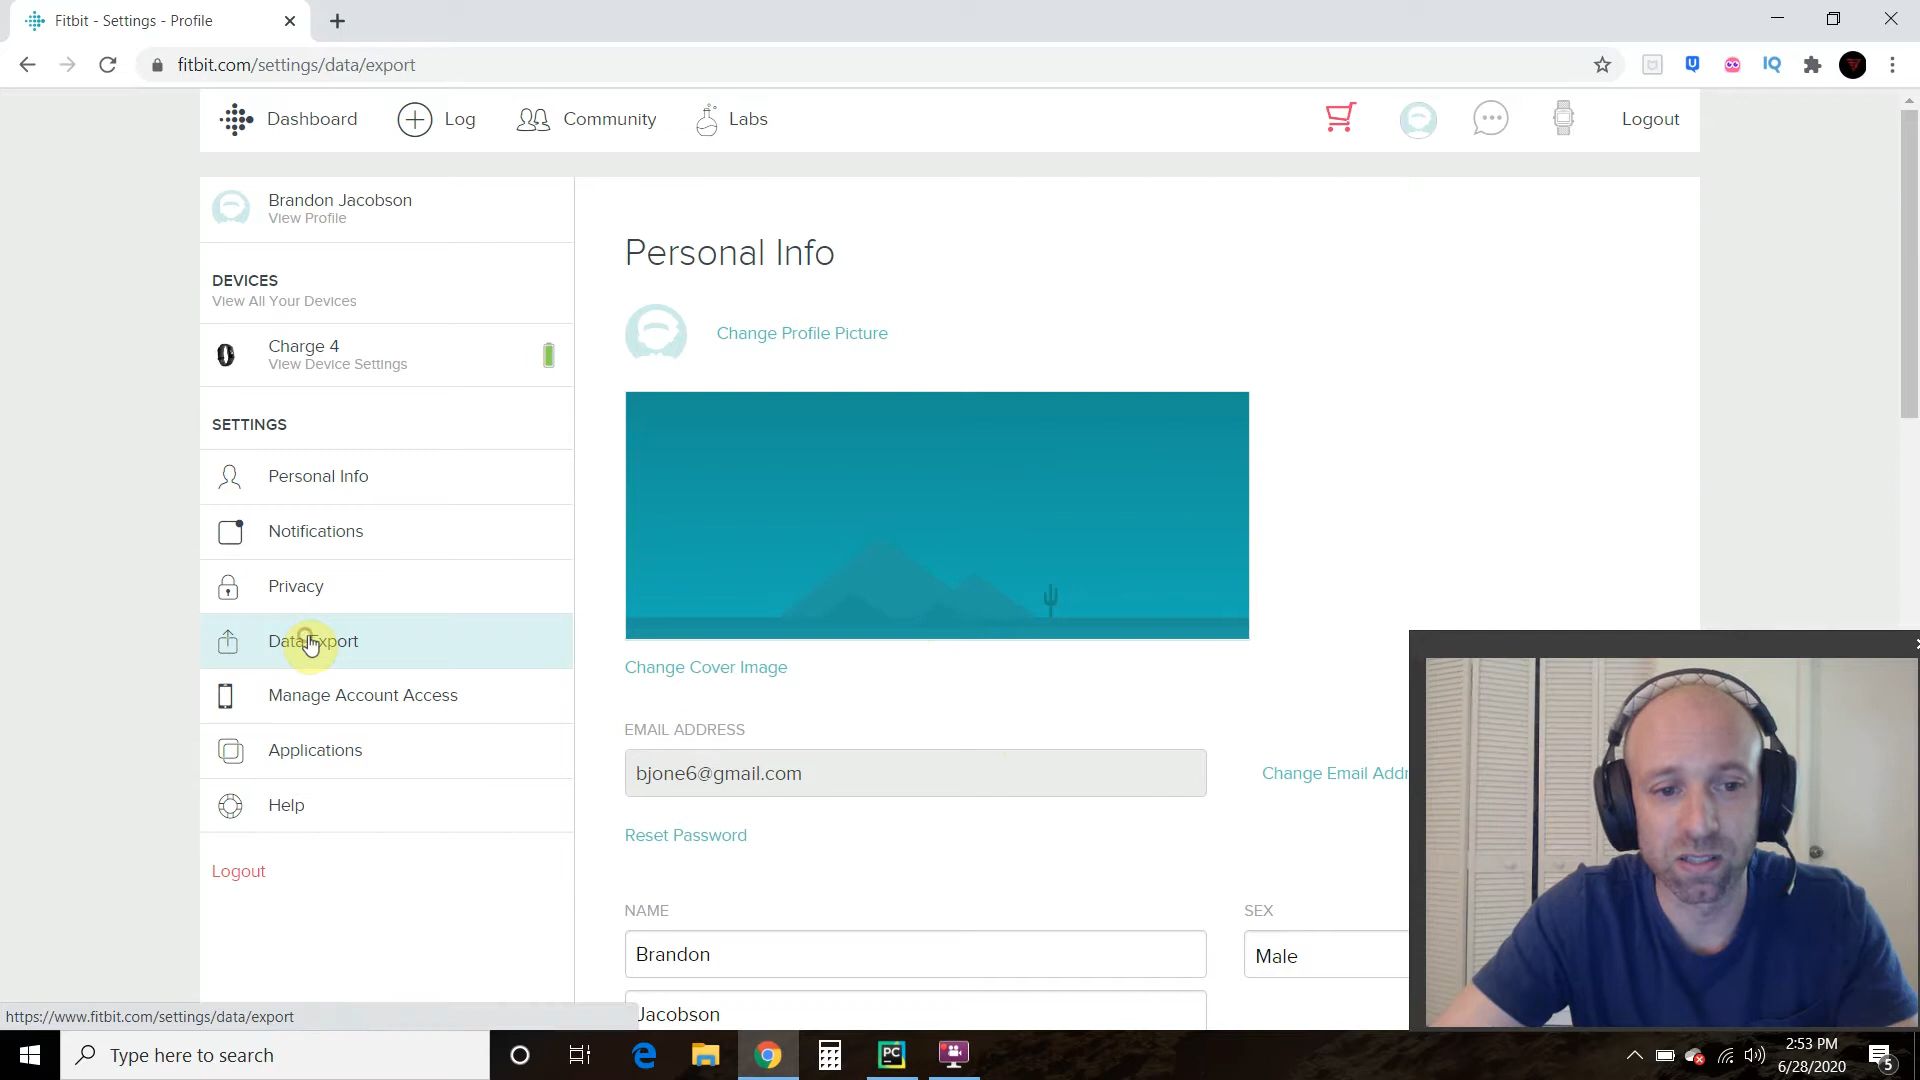 Fitbit - Settings - Profile
fitbit.com/settings/data/export
IQ
Dashboard
Log
Community
Labs
Logout
Brandon Jacobson
View Profile
DEVICES
View All Your Devices
Charge 4
View Device Settings
SETTINGS
Personal Info
Notifications
Privacy
Data Export
Manage Account Access
Applications
Help
Logout
Personal Info
Change Profile Picture
Change Cover Image
EMAIL ADDRESS
bjone6@gmail.com
Change Email Addr
Reset Password
NAME
SEX
Brandon
Male
Jacobson
https://www.fitbit.com/settings/data/export
Type here to search
PC
2:53 PM
6/28/2020
5